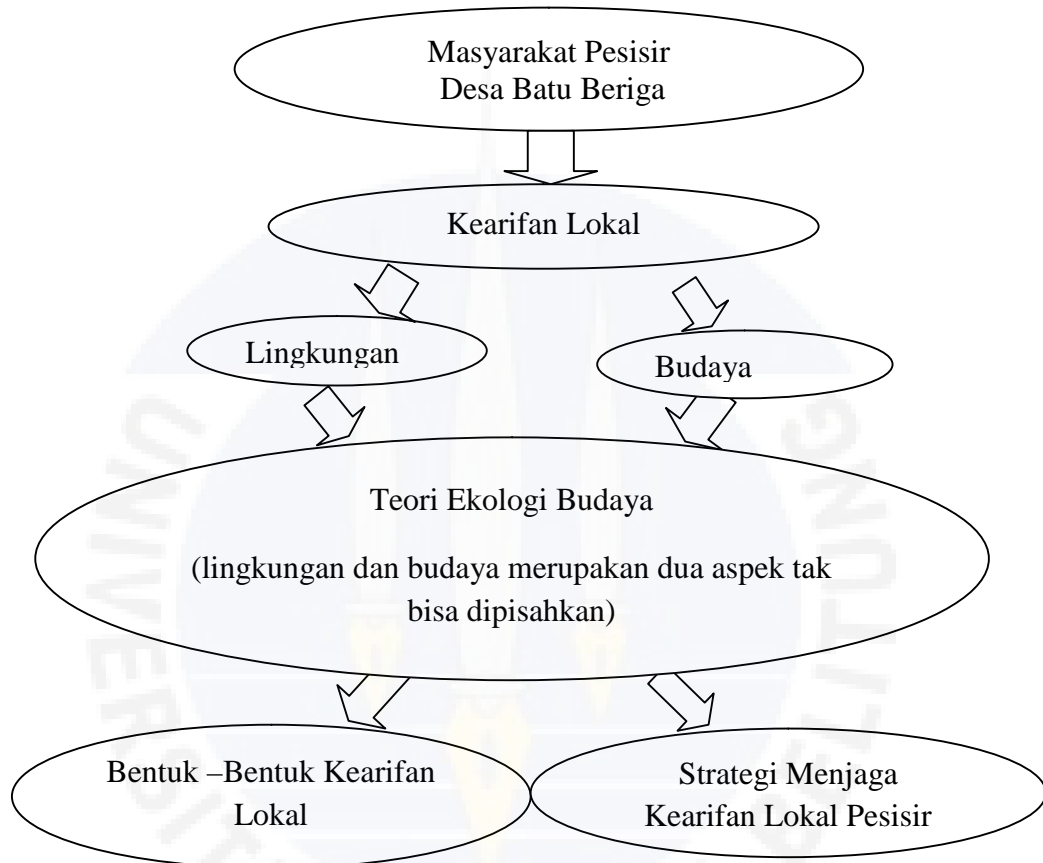 Masyarakat Pesisir
Desa Batu Beriga
Kearifan Lokal
Lingkungan
Budaya
Teori Ekologi Budaya
(lingkungan dan budaya merupakan dua aspek tak
bisa dipisahkan)
Bentuk –Bentuk Kearifan
Lokal
Strategi Menjaga
Kearifan Lokal Pesisir